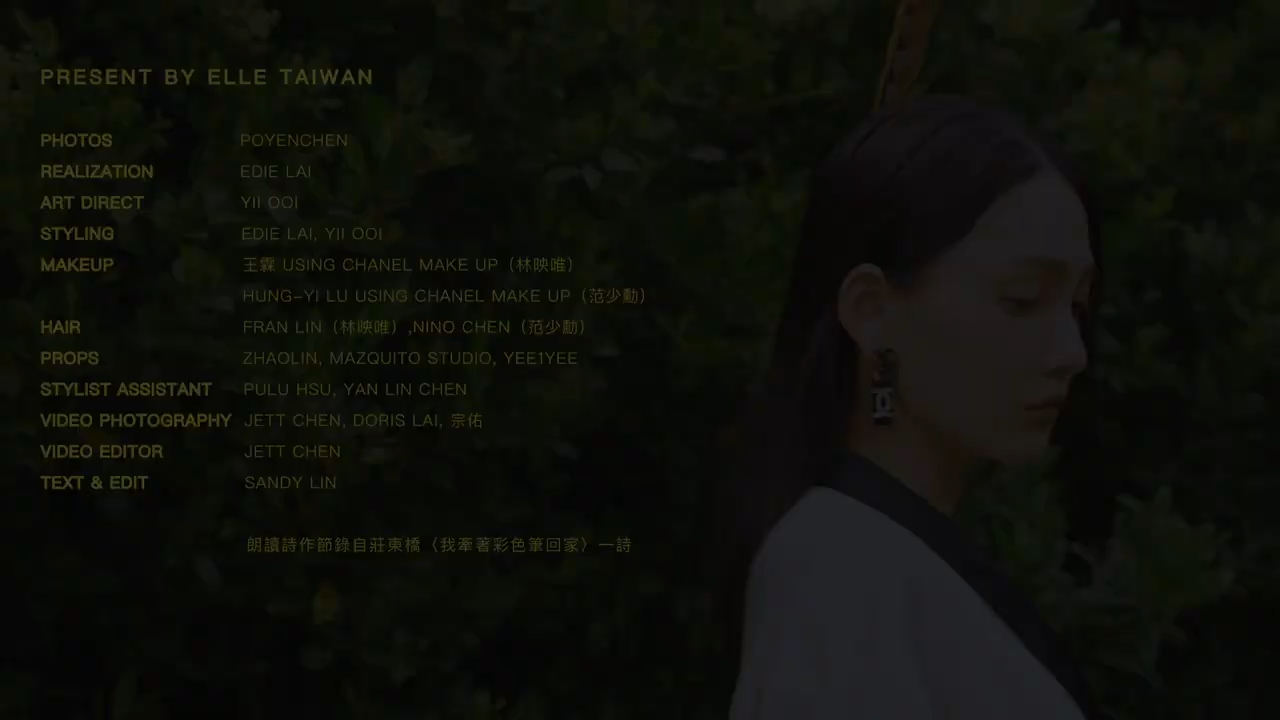 PRESENT BY ELLE TAIWAN
PHOTOS POYENCHEN
REALIZATION EDIE LAI
ART DIRECT YII OOI
STYLING EDIE LAI, YII OOI
MAKEUP 王霖 USING CHANEL MAKE UP（林映唯）
HUNG-YI LU USING CHANEL MAKE UP（范少勳）
HAIR FRAN LIN（林映唯）,NINO CHEN（范少勳）
PROPS ZHAOLIN, MAZQUITO STUDIO, YEE1YEE
STYLIST ASSISTANT PULU HSU, YAN LIN CHEN
VIDEO PHOTOGRAPHY JETT CHEN, DORIS LAI, 宗佑
VIDEO EDITOR JETT CHEN
TEXT & EDIT SANDY LIN
朗讀詩作節錄自莊東橋〈我牽著彩色筆回家〉一詩